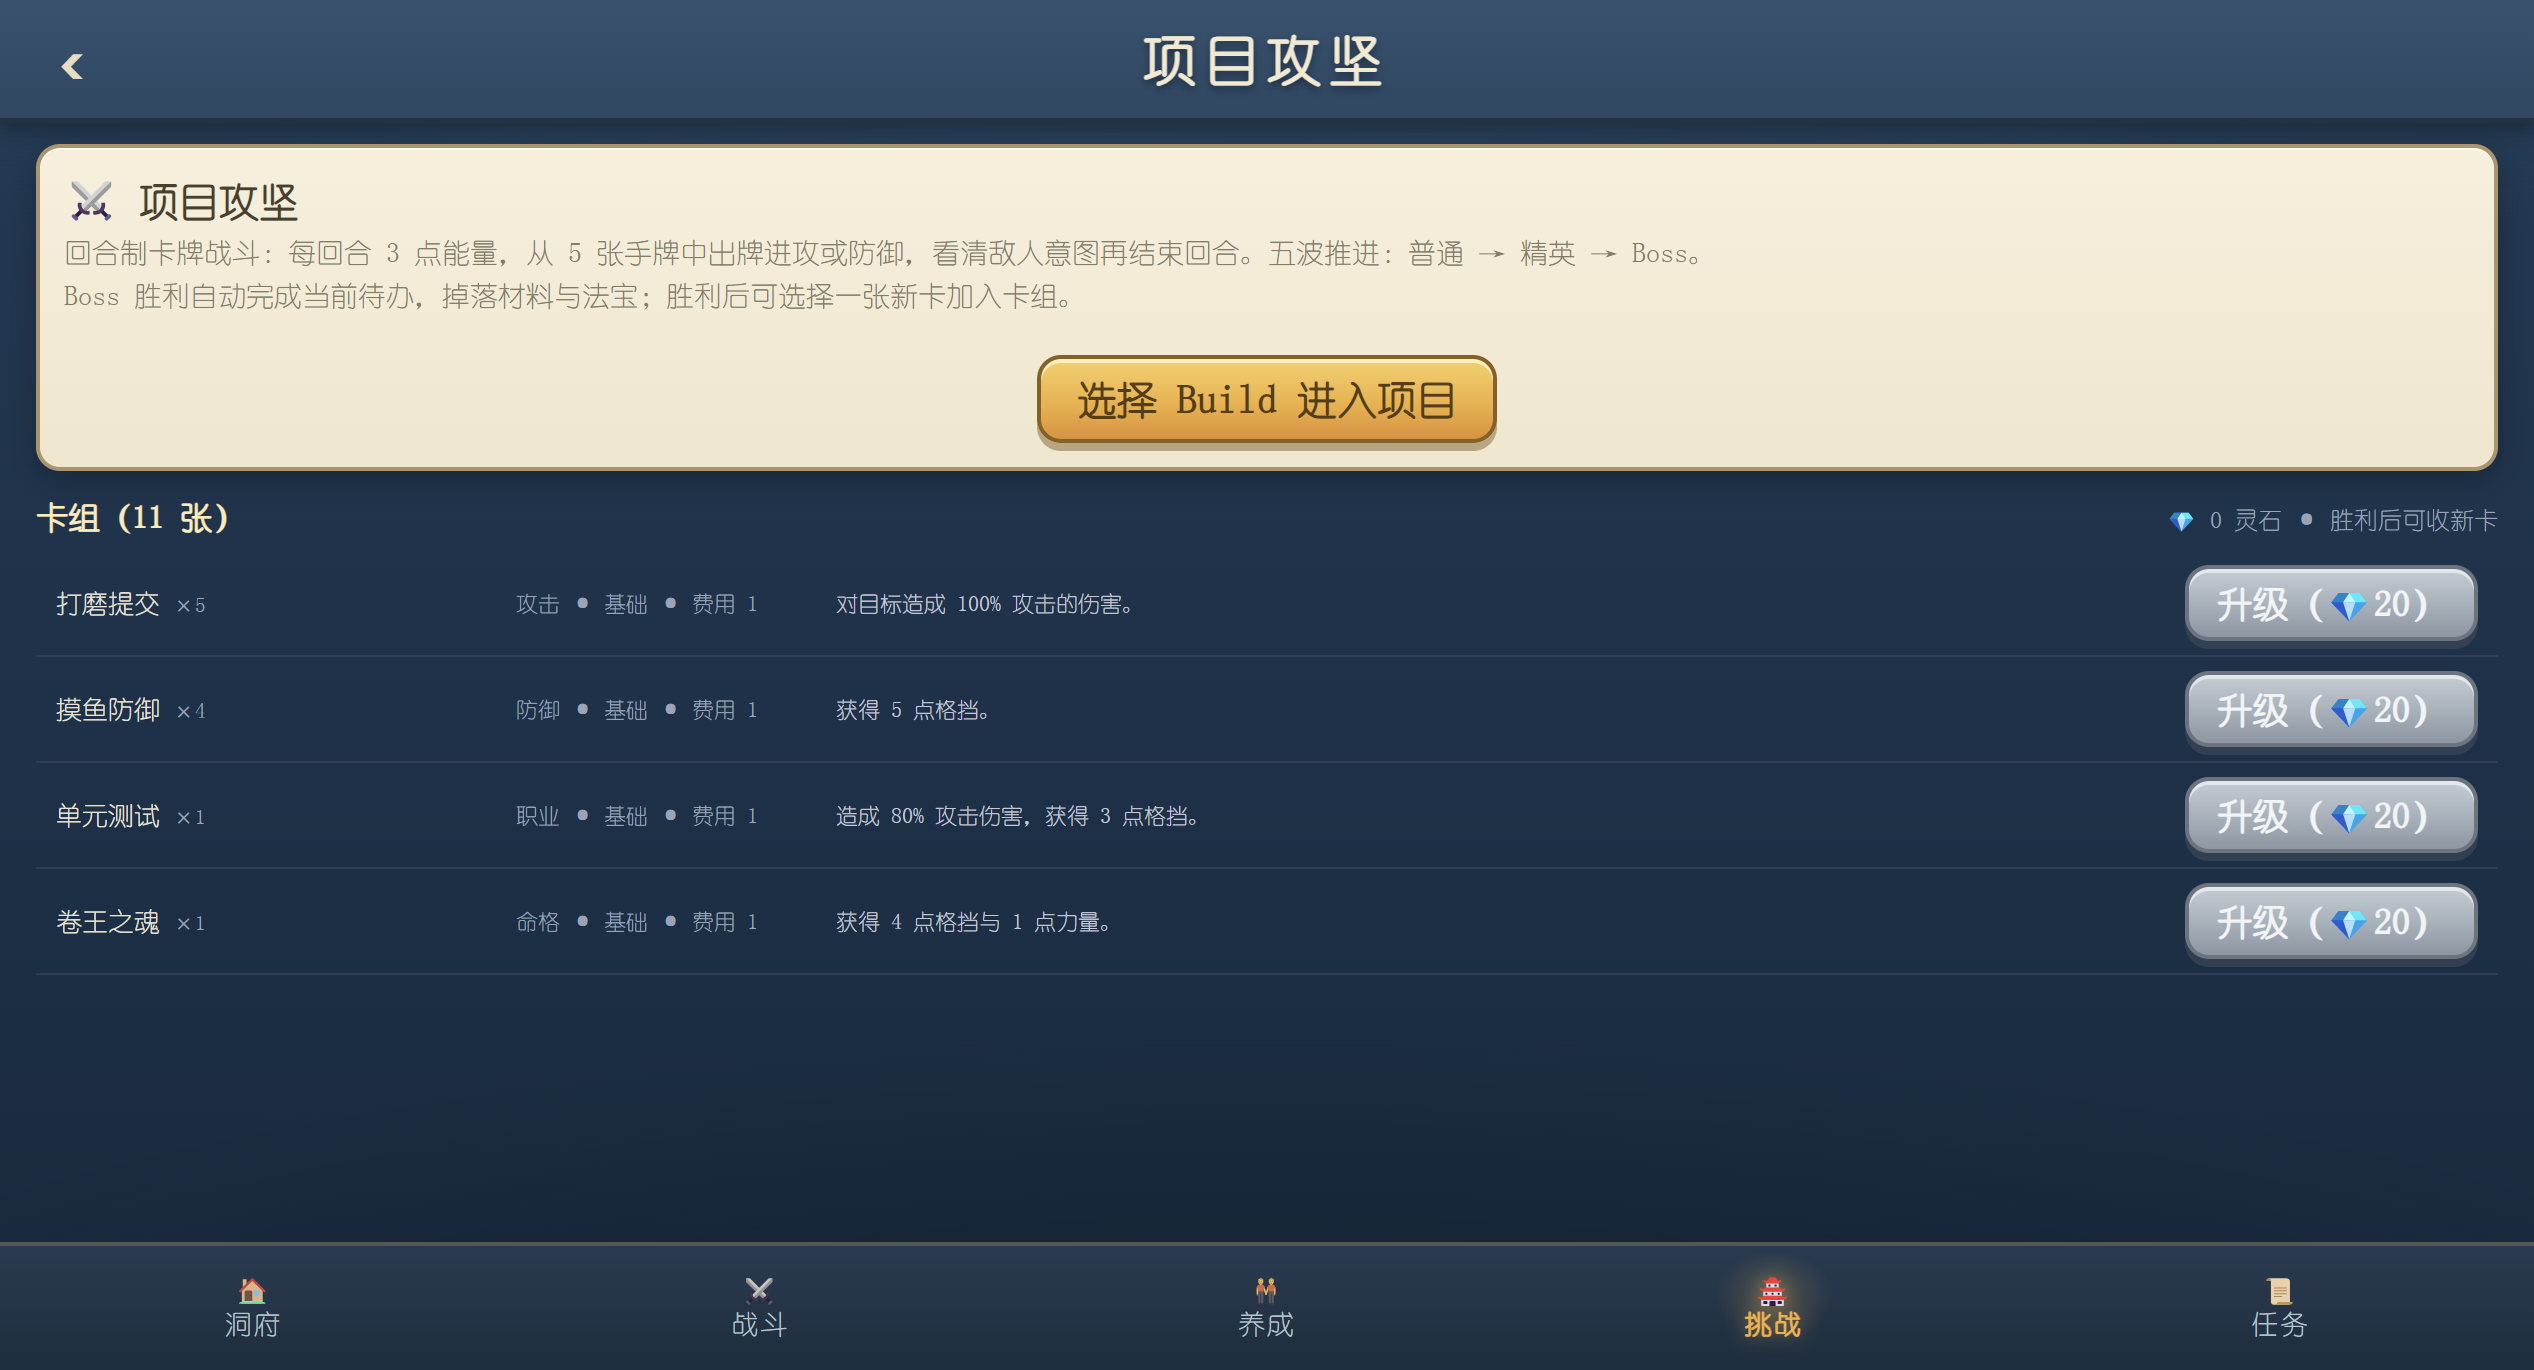 项目攻坚
项目攻坚
回合制卡牌战斗：每回合 3 点能量，从 5 张手牌中出牌进攻或防御，看清敌人意图再结束回合。五波推进：普通 → 精英 → Boss。
Boss 胜利自动完成当前待办，掉落材料与法宝；胜利后可选择一张新卡加入卡组。
选择 Build 进入项目
卡组（11 张） 0 灵石 • 胜利后可收新卡
打磨提交 ×5 攻击 • 基础 • 费用 1 对目标造成 100% 攻击的伤害。 升级（💎20）
摸鱼防御 ×4 防御 • 基础 • 费用 1 获得 5 点格挡。 升级（💎20）
单元测试 ×1 职业 • 基础 • 费用 1 造成 80% 攻击伤害，获得 3 点格挡。 升级（💎20）
卷王之魂 ×1 命格 • 基础 • 费用 1 获得 4 点格挡与 1 点力量。 升级（💎20）
洞府 战斗 养成 挑战 任务